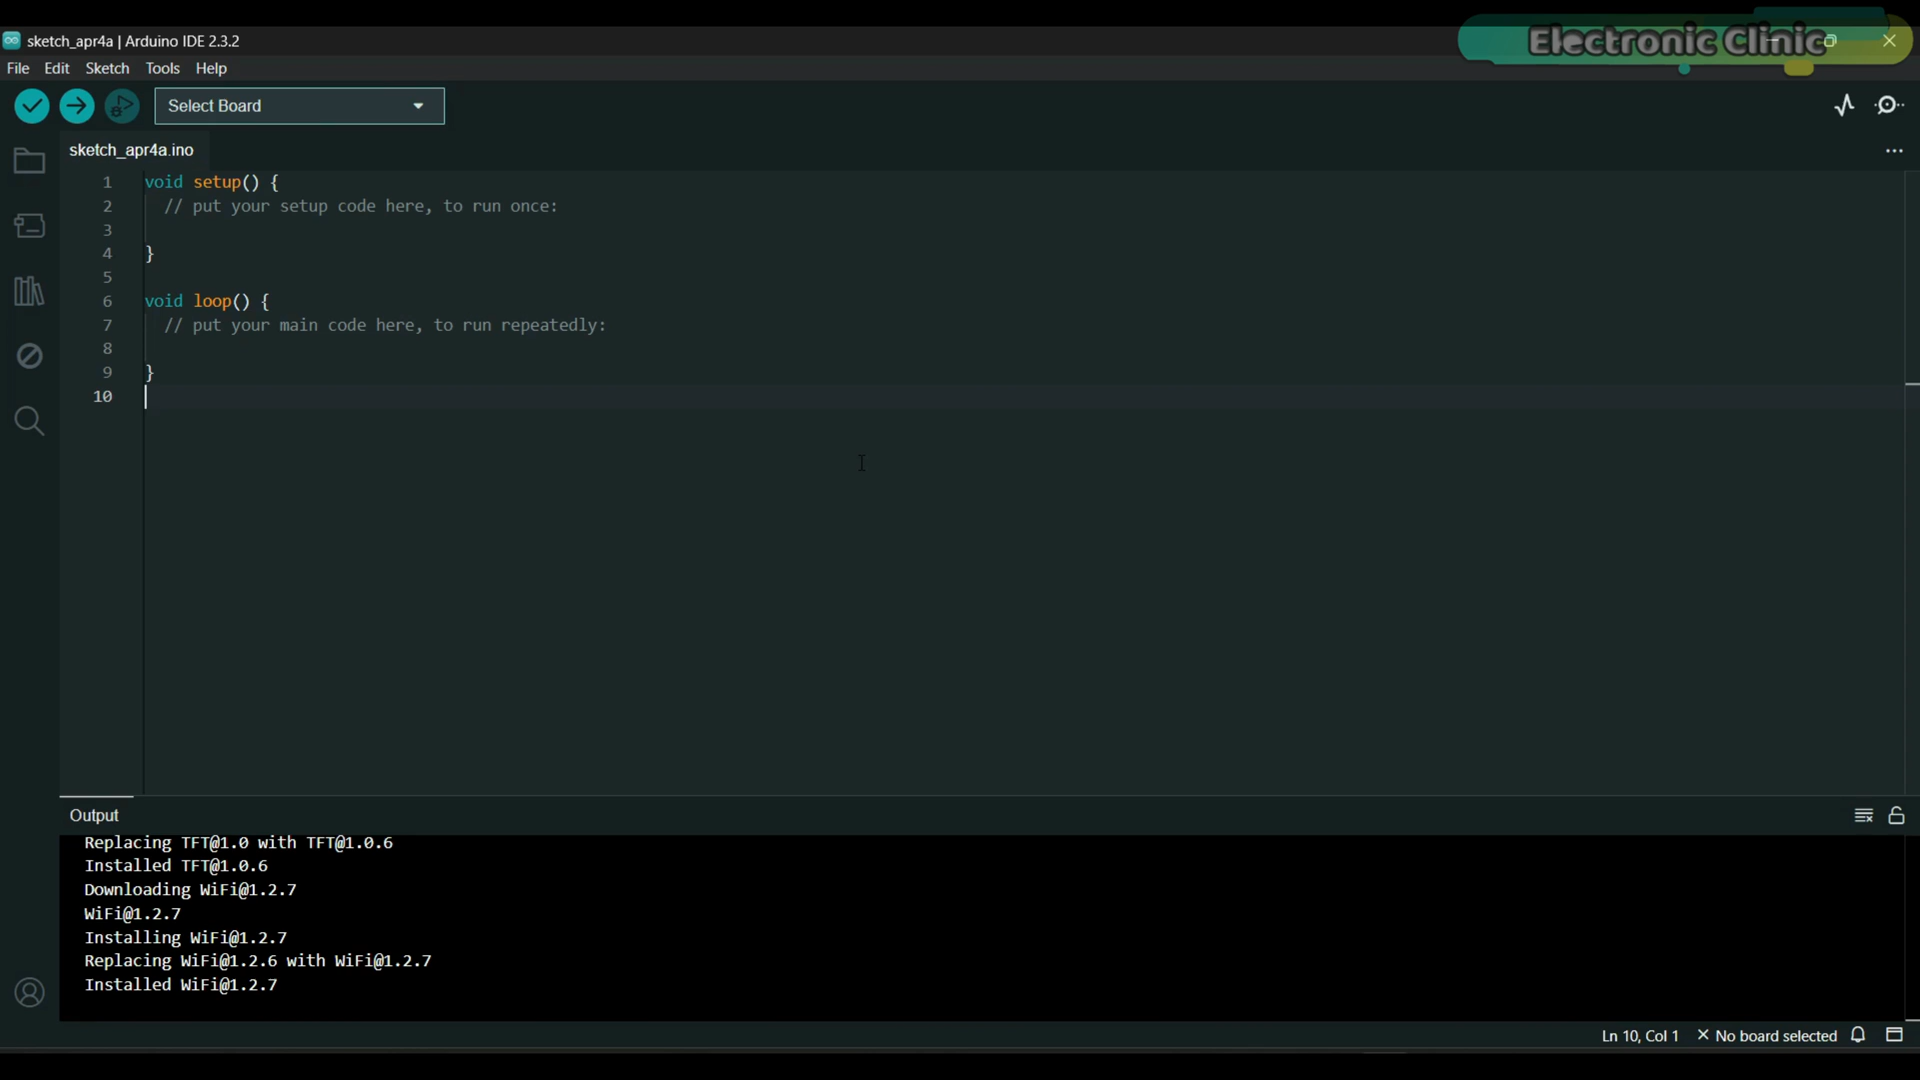 sketch_apr4a | Arduino IDE 2.3.2
Electronic Clinic
File Edit Sketch Tools Help
Select Board
sketch_apr4a.ino
1 void setup() {
2 // put your setup code here, to run once:
3
4 }
5
6 void loop() {
7 // put your main code here, to run repeatedly:
8
9 }
10
Output
Replacing TFT@1.0 with TFT@1.0.6
Installed TFT@1.0.6
Downloading WiFi@1.2.7
WiFi@1.2.7
Installing WiFi@1.2.7
Replacing WiFi@1.2.6 with WiFi@1.2.7
Installed WiFi@1.2.7
Ln 10, Col 1 No board selected